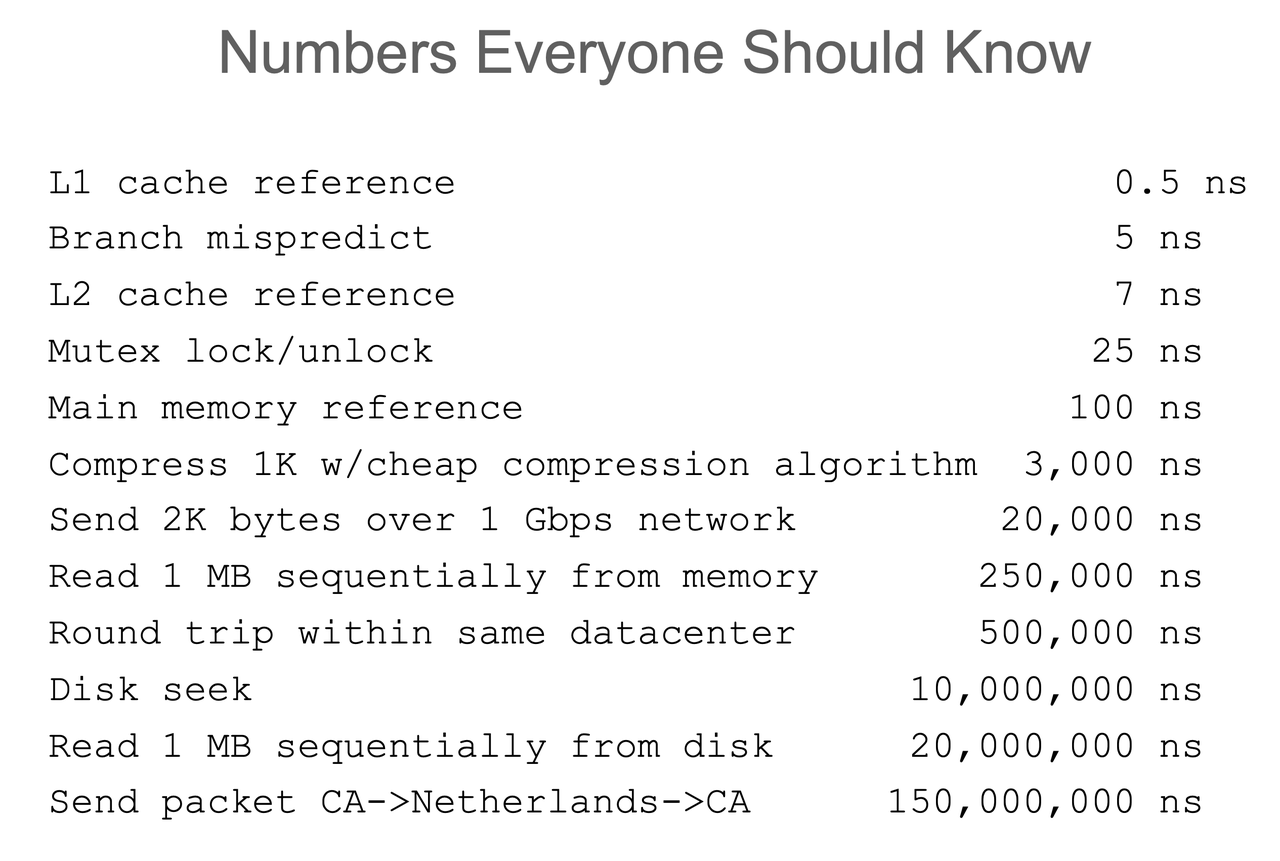 Numbers Everyone Should Know
L1 cache reference 0.5 ns
Branch mispredict 5 ns
L2 cache reference 7 ns
Mutex lock/unlock 25 ns
Main memory reference 100 ns
Compress 1K w/cheap compression algorithm 3,000 ns
Send 2K bytes over 1 Gbps network 20,000 ns
Read 1 MB sequentially from memory 250,000 ns
Round trip within same datacenter 500,000 ns
Disk seek 10,000,000 ns
Read 1 MB sequentially from disk 20,000,000 ns
Send packet CA->Netherlands->CA 150,000,000 ns